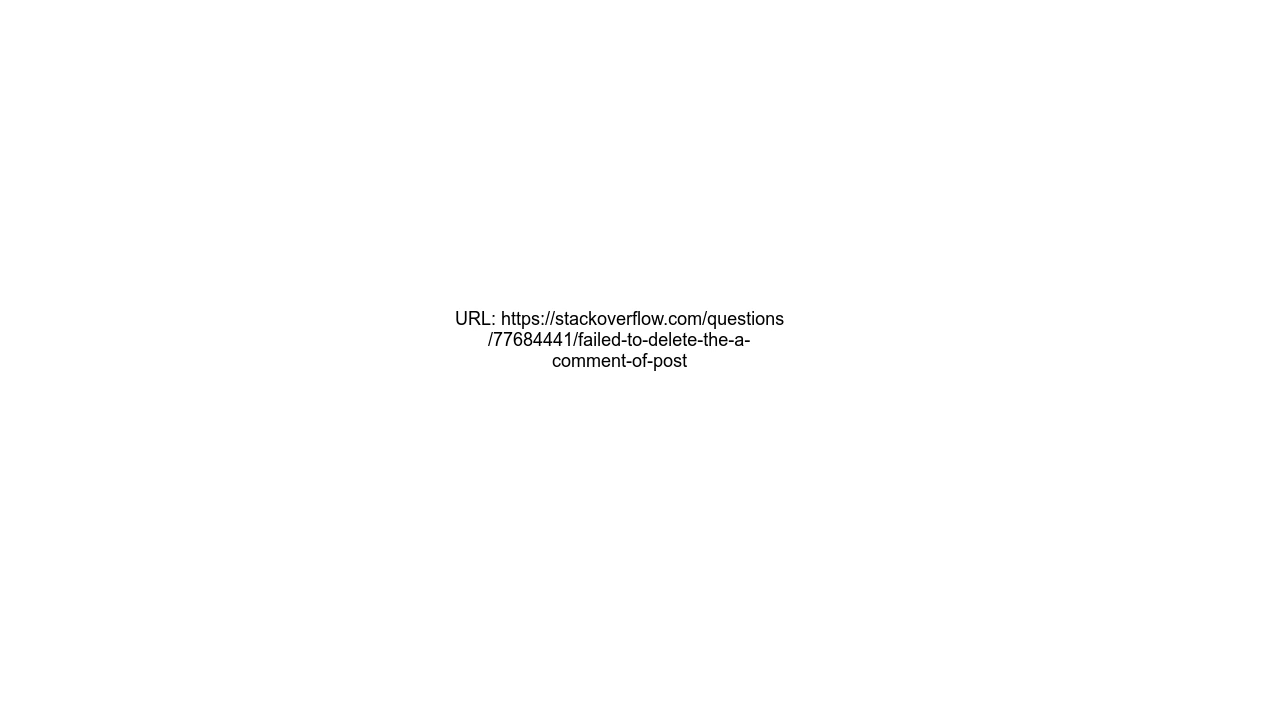 URL: https://stackoverflow.com/questions
/77684441/failed-to-delete-the-a-
comment-of-post